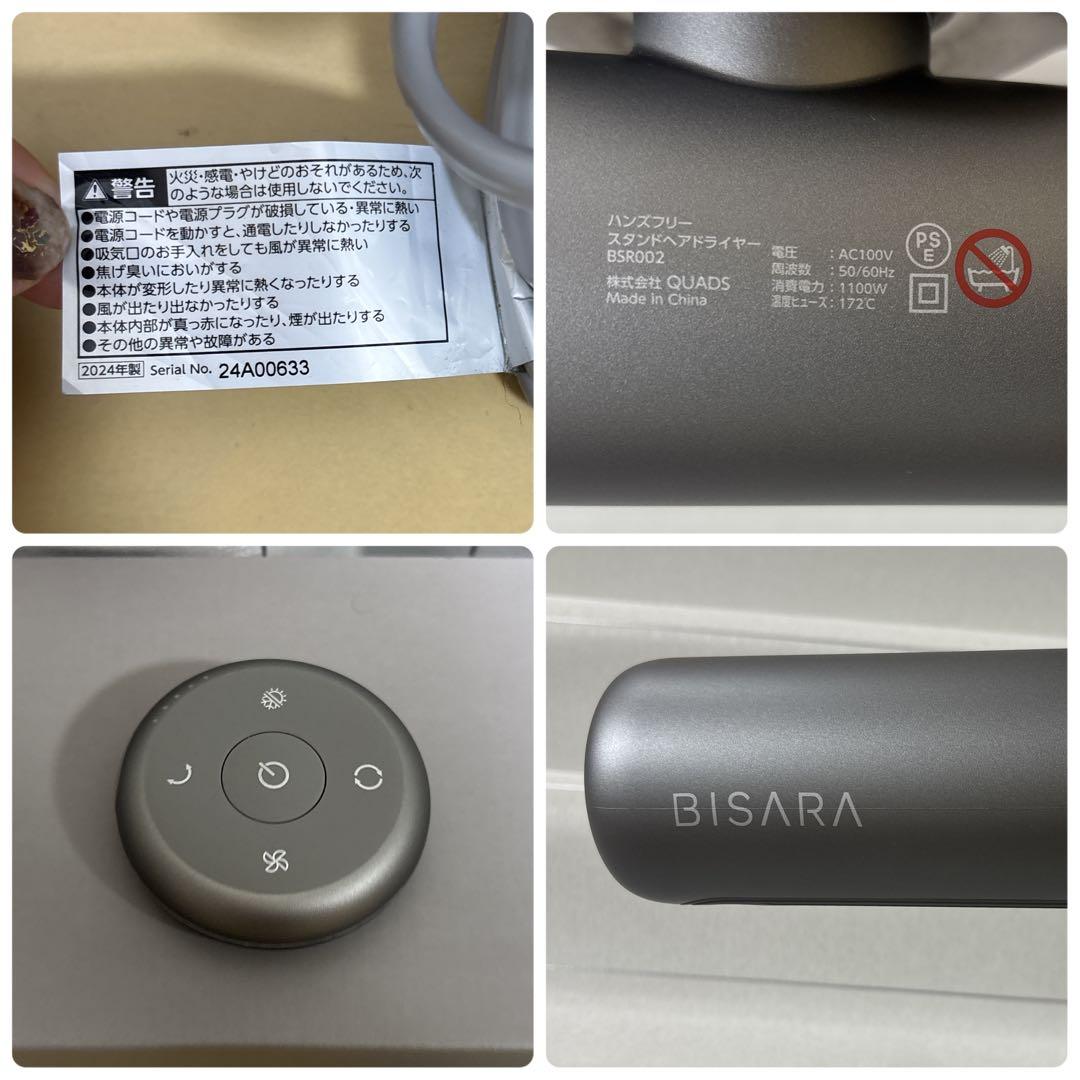 警告
火災・感電・やけどのおそれがあるため、次
のような場合は使用しないでください。
●電源コードや電源プラグが破損している・異常に熱い
●電源コードを動かすと、通電したりしなかったりする
●吸気口のお手入れをしても風が異常に熱い
●焦げ臭いにおいがする
●本体が変形したり異常に熱くなったりする
●風が出たり出なかったりする
●本体内部が真っ赤になったり、煙が出たりする
●その他の異常や故障がある
2024年製 Serial No. 24A00633
ハンズフリー
スタンドヘアドライヤー
BSR002
株式会社 QUADS
Made in China
電圧 : AC100V
周波数 : 50/60Hz
消費電力 : 1100W
温度ヒューズ : 172℃
PS
E
BISARA